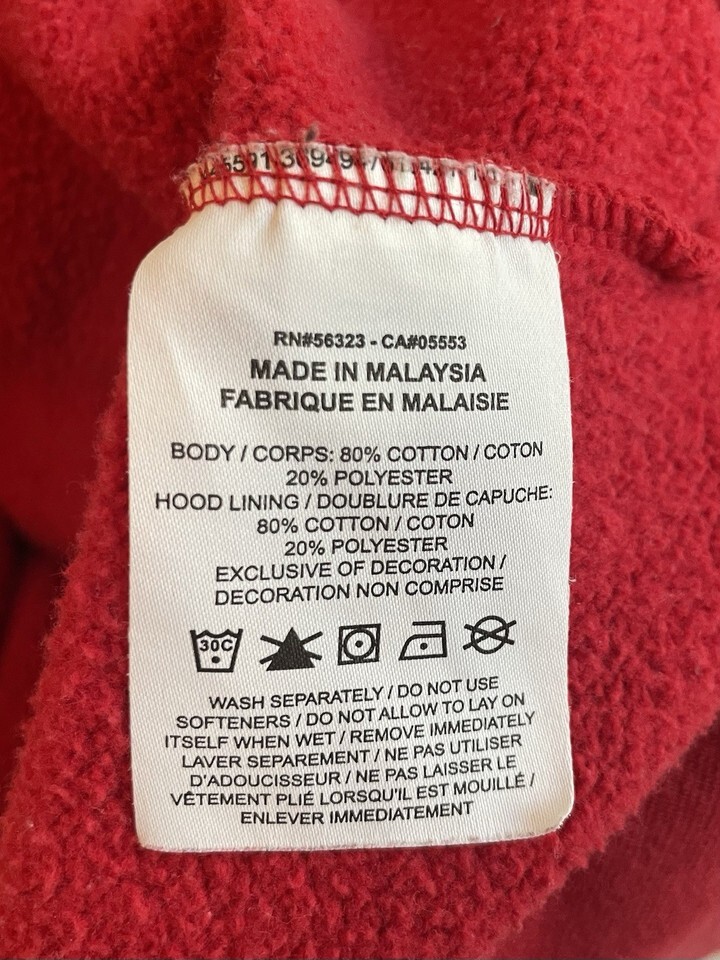 RN#56323 - CA#05553
MADE IN MALAYSIA
FABRIQUE EN MALAISIE
BODY / CORPS: 80% COTTON / COTON
20% POLYESTER
HOOD LINING / DOUBLURE DE CAPUCHE:
80% COTTON / COTON
20% POLYESTER
EXCLUSIVE OF DECORATION /
DECORATION NON COMPRISE
30C
WASH SEPARATELY / DO NOT USE
SOFTENERS / DO NOT ALLOW TO LAY ON
ITSELF WHEN WET / REMOVE IMMEDIATELY
LAVER SEPAREMENT / NE PAS UTILISER
D'ADOUCISSEUR / NE PAS LAISSER LE
VÊTEMENT PLIÉ LORSQU'IL EST MOUILLÉ /
ENLEVER IMMEDIATEMENT